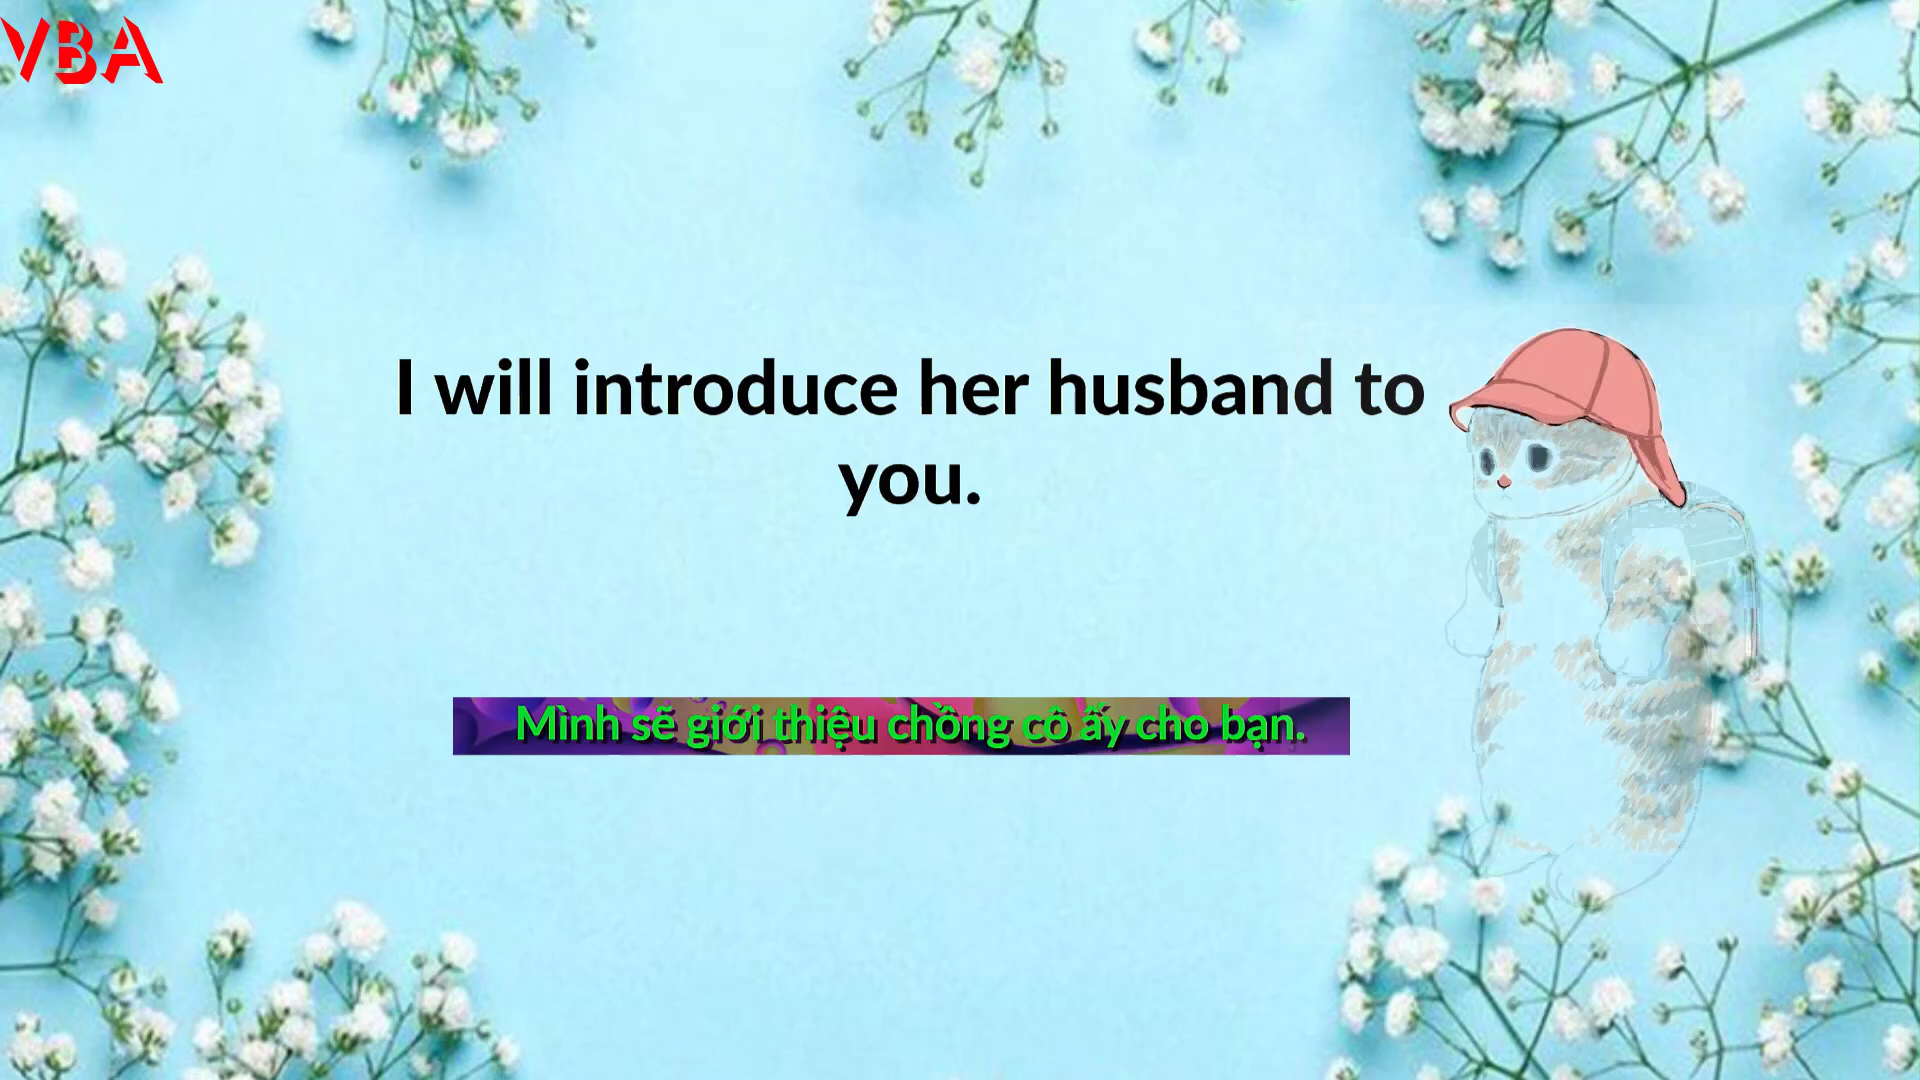 VBA
I will introduce her husband to
you.
Mình sẽ giới thiệu chồng cô ấy cho bạn.